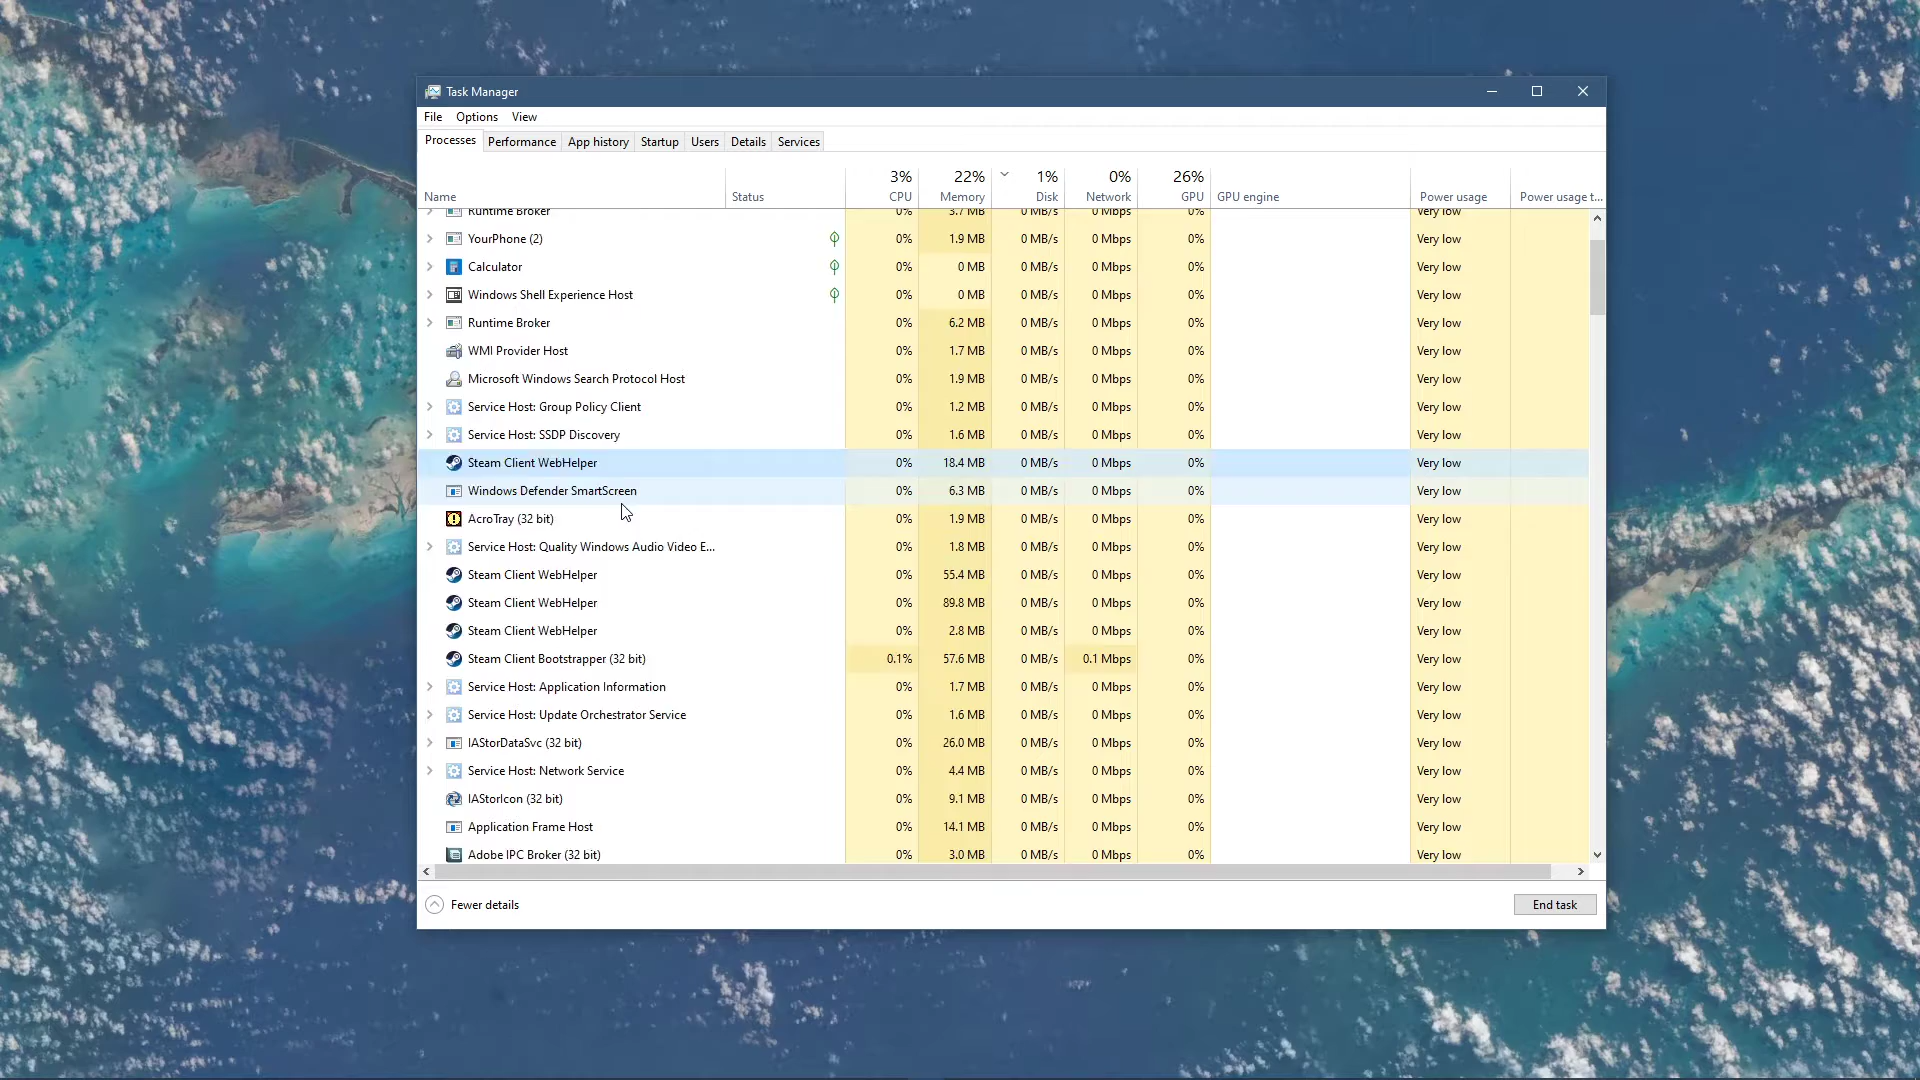 Task Manager
File Options View
Processes Performance App history Startup Users Details Services
3% 22% 1% 0% 26%
Name Status CPU Memory Disk Network GPU GPU engine Power usage Power usage t...
Runtime Broker 0% 3.7 MB 0 MB/s 0 Mbps 0% Very low
YourPhone (2) 0% 1.9 MB 0 MB/s 0 Mbps 0% Very low
Calculator 0% 0 MB 0 MB/s 0 Mbps 0% Very low
Windows Shell Experience Host 0% 0 MB 0 MB/s 0 Mbps 0% Very low
Runtime Broker 0% 6.2 MB 0 MB/s 0 Mbps 0% Very low
WMI Provider Host 0% 1.7 MB 0 MB/s 0 Mbps 0% Very low
Microsoft Windows Search Protocol Host 0% 1.9 MB 0 MB/s 0 Mbps 0% Very low
Service Host: Group Policy Client 0% 1.2 MB 0 MB/s 0 Mbps 0% Very low
Service Host: SSDP Discovery 0% 1.6 MB 0 MB/s 0 Mbps 0% Very low
Steam Client WebHelper 0% 18.4 MB 0 MB/s 0 Mbps 0% Very low
Windows Defender SmartScreen 0% 6.3 MB 0 MB/s 0 Mbps 0% Very low
AcroTray (32 bit) 0% 1.9 MB 0 MB/s 0 Mbps 0% Very low
Service Host: Quality Windows Audio Video E... 0% 1.8 MB 0 MB/s 0 Mbps 0% Very low
Steam Client WebHelper 0% 55.4 MB 0 MB/s 0 Mbps 0% Very low
Steam Client WebHelper 0% 89.8 MB 0 MB/s 0 Mbps 0% Very low
Steam Client WebHelper 0% 2.8 MB 0 MB/s 0 Mbps 0% Very low
Steam Client Bootstrapper (32 bit) 0.1% 57.6 MB 0 MB/s 0.1 Mbps 0% Very low
Service Host: Application Information 0% 1.7 MB 0 MB/s 0 Mbps 0% Very low
Service Host: Update Orchestrator Service 0% 1.6 MB 0 MB/s 0 Mbps 0% Very low
IAStorDataSvc (32 bit) 0% 26.0 MB 0 MB/s 0 Mbps 0% Very low
Service Host: Network Service 0% 4.4 MB 0 MB/s 0 Mbps 0% Very low
IAStorIcon (32 bit) 0% 9.1 MB 0 MB/s 0 Mbps 0% Very low
Application Frame Host 0% 14.1 MB 0 MB/s 0 Mbps 0% Very low
Adobe IPC Broker (32 bit) 0% 3.0 MB 0 MB/s 0 Mbps 0% Very low
Fewer details End task